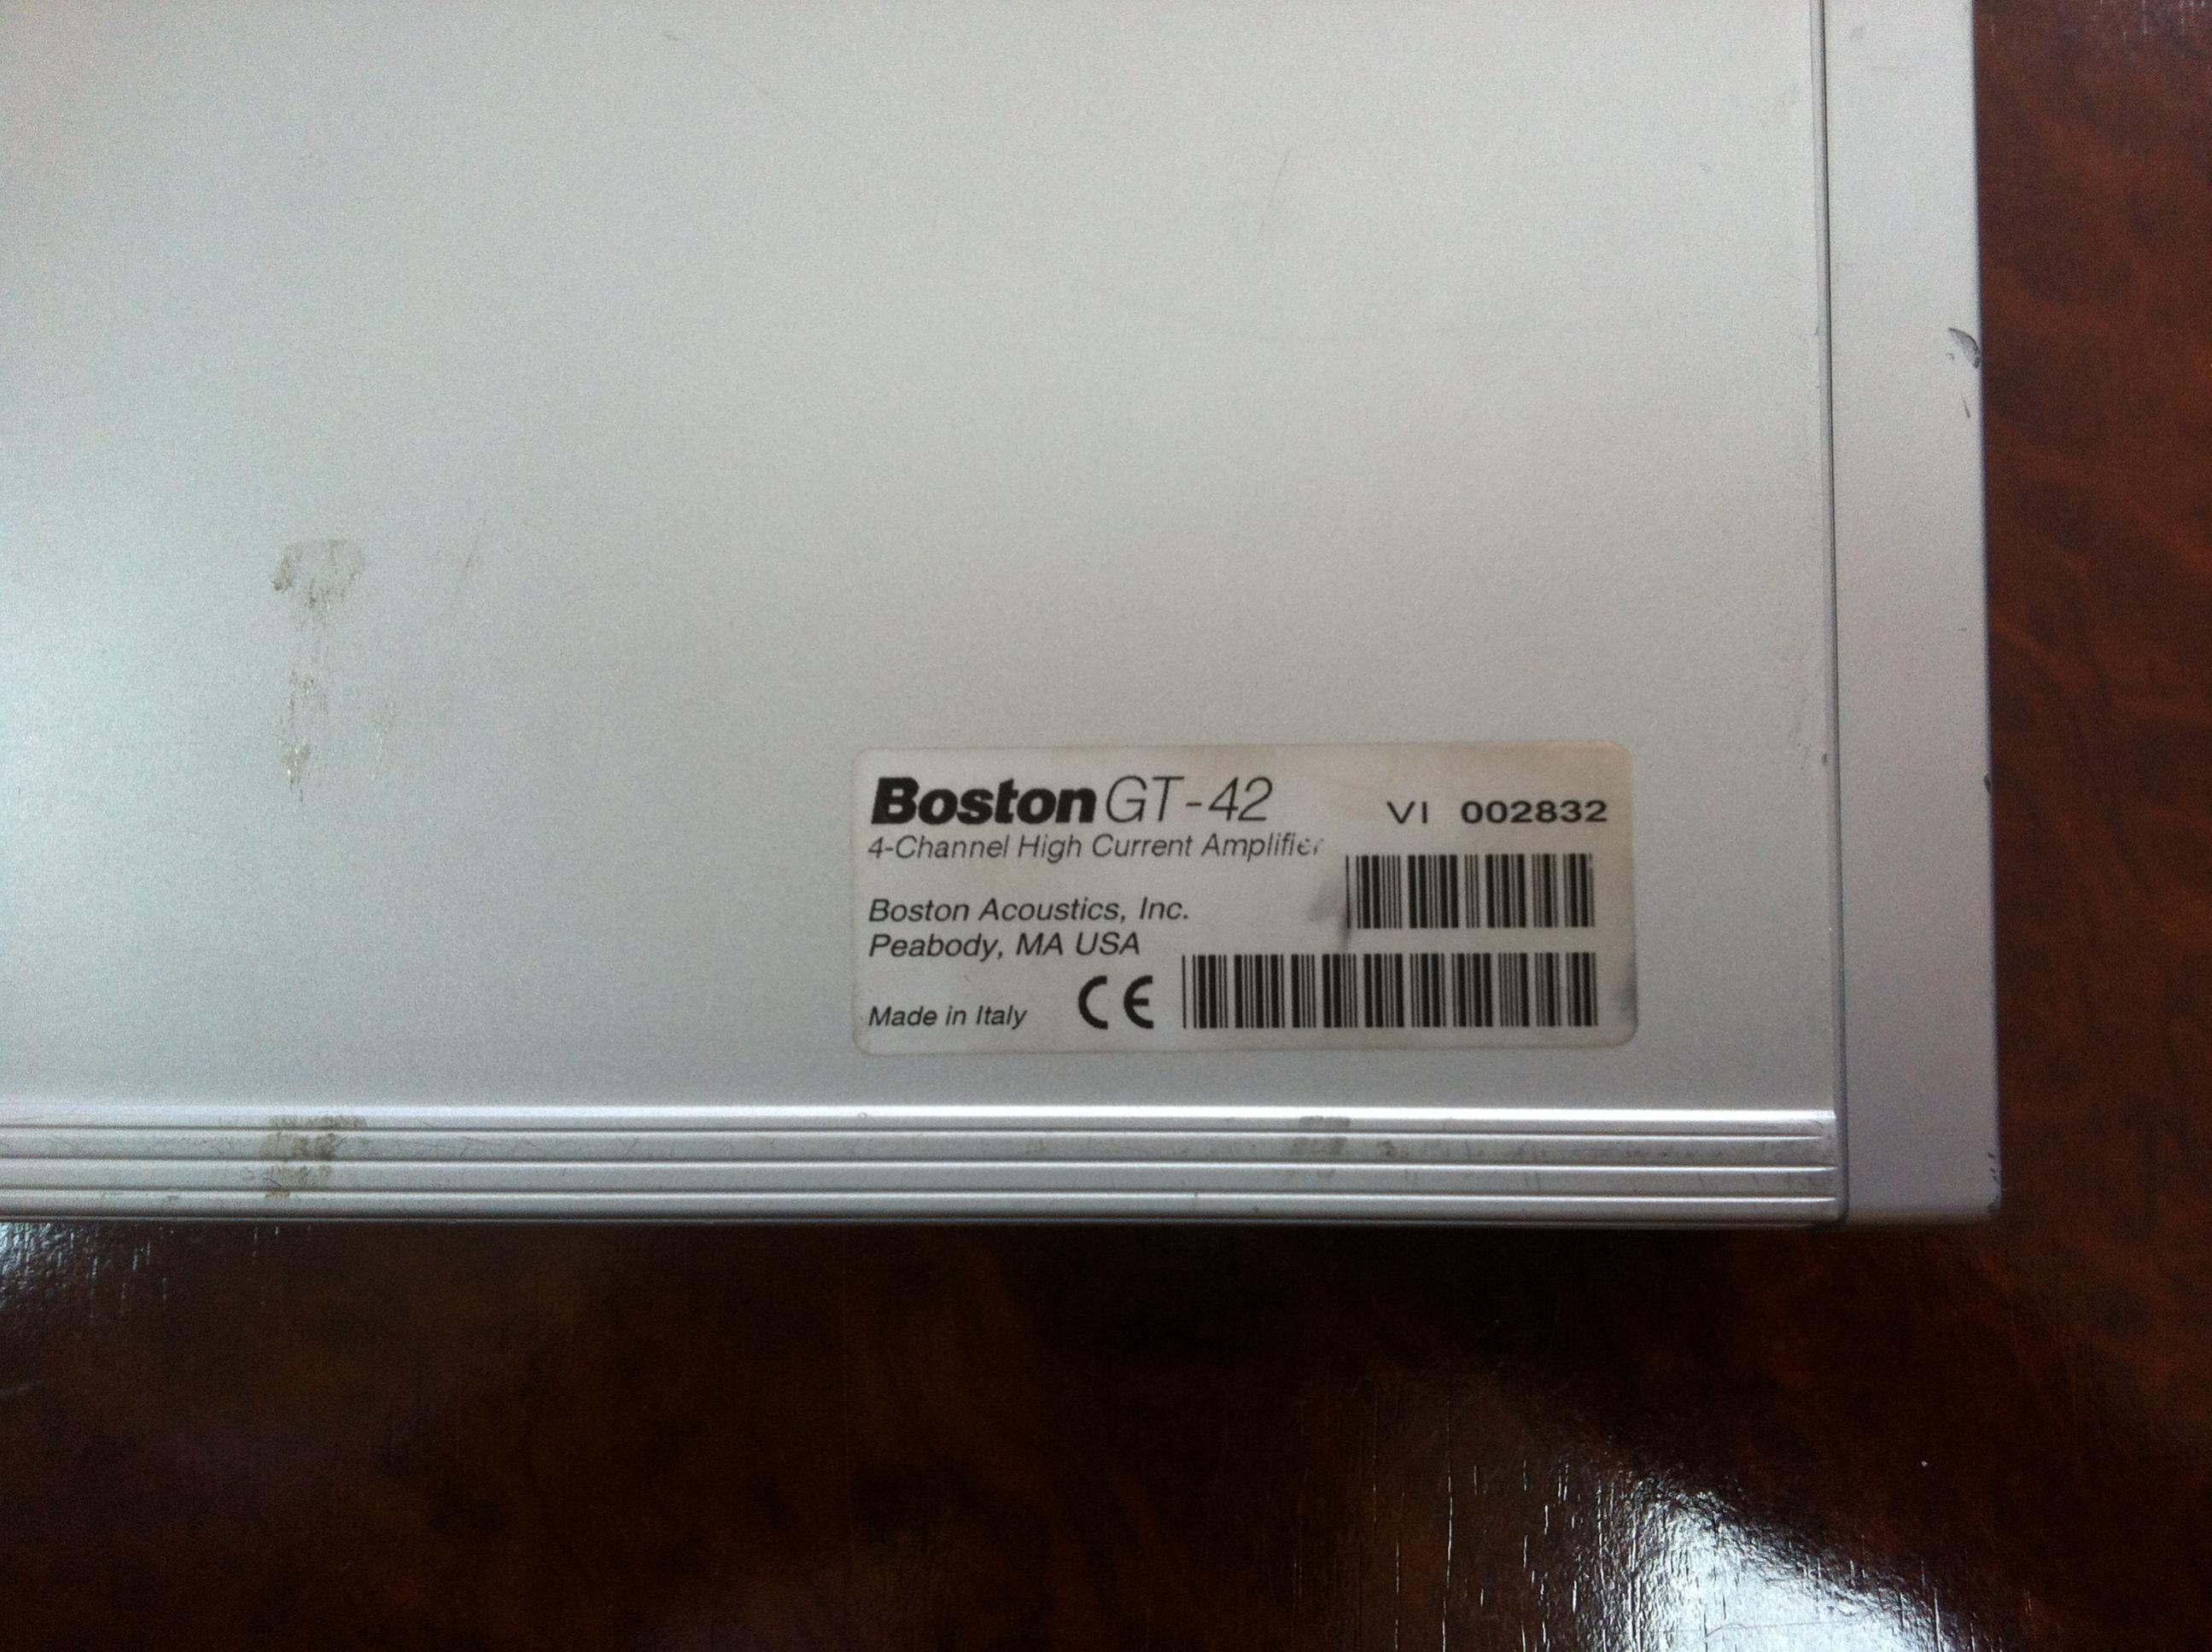 Boston GT-42
VI 002832
4-Channel High Current Amplifier
Boston Acoustics, Inc.
Peabody, MA USA
Made in Italy CE